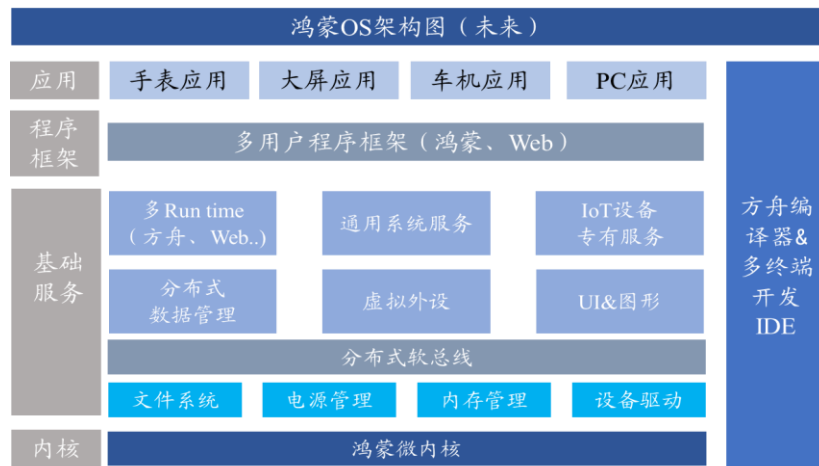 鸿蒙OS架构图（未来）
应用
手表应用
大屏应用
车机应用
PC应用
程序
框架
多用户程序框架（鸿蒙、Web）
基础
服务
多Run time
（方舟、Web..)
通用系统服务
IoT设备
专有服务
分布式
数据管理
虚拟外设
UI&图形
分布式软总线
文件系统
电源管理
内存管理
设备驱动
内核
鸿蒙微内核
方舟编
译器&
多终端
开发
IDE